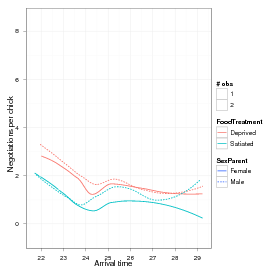 8
6
4
2
0
22 23 24 25 26 27 28 29
Arrival time
Negotiations per chick
# obs
1
2
FoodTreatment
Deprived
Satiated
SexParent
Female
Male